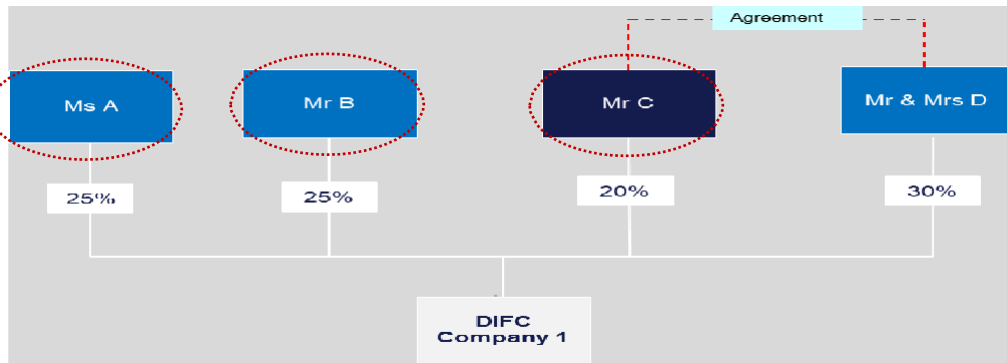 Agreement
Ms A
Mr B
Mr C
Mr & Mrs D
25%
25%
20%
30%
DIFC
Company 1